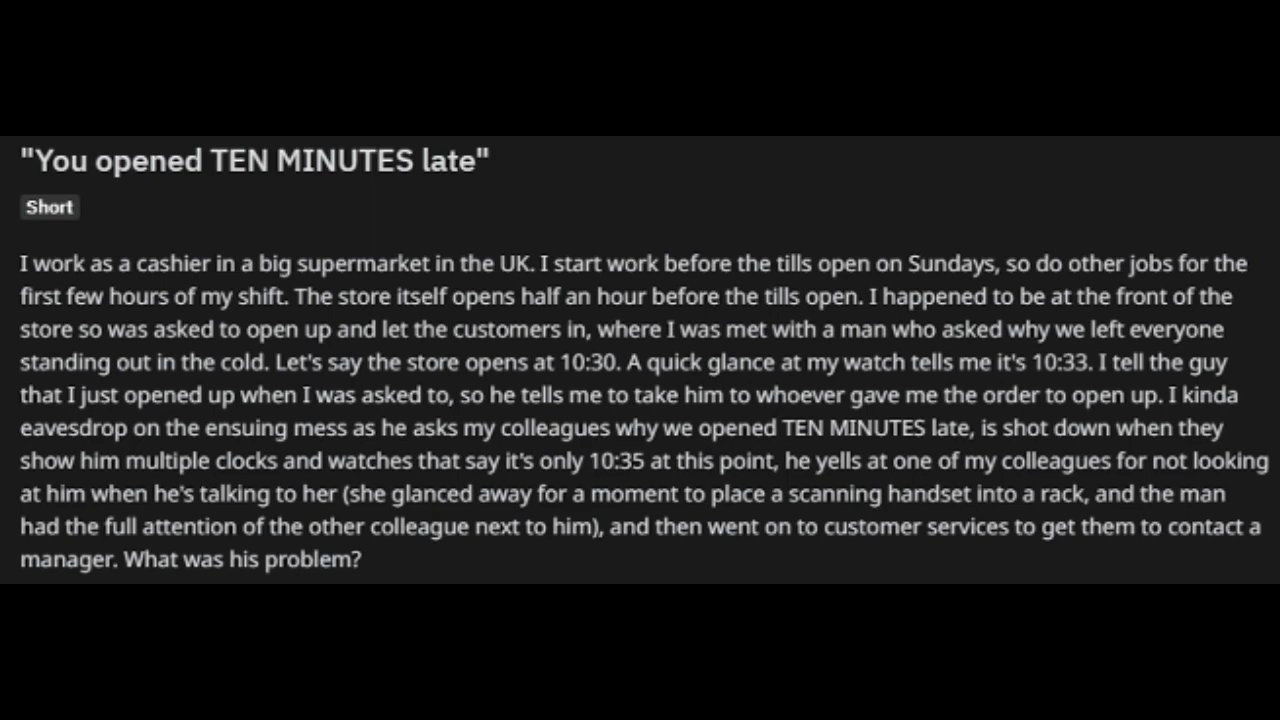 "You opened TEN MINUTES late"
Short
I work as a cashier in a big supermarket in the UK. I start work before the tills open on Sundays, so do other jobs for the
first few hours of my shift. The store itself opens half an hour before the tills open. I happened to be at the front of the
store so was asked to open up and let the customers in, where I was met with a man who asked why we left everyone
standing out in the cold. Let's say the store opens at 10:30. A quick glance at my watch tells me it's 10:33. I tell the guy
that I just opened up when I was asked to, so he tells me to take him to whoever gave me the order to open up. I kinda
eavesdrop on the ensuing mess as he asks my colleagues why we opened TEN MINUTES late, is shot down when they
show him multiple clocks and watches that say it's only 10:35 at this point, he yells at one of my colleagues for not looking
at him when he's talking to her (she glanced away for a moment to place a scanning handset into a rack, and the man
had the full attention of the other colleague next to him), and then went on to customer services to get them to contact a
manager. What was his problem?